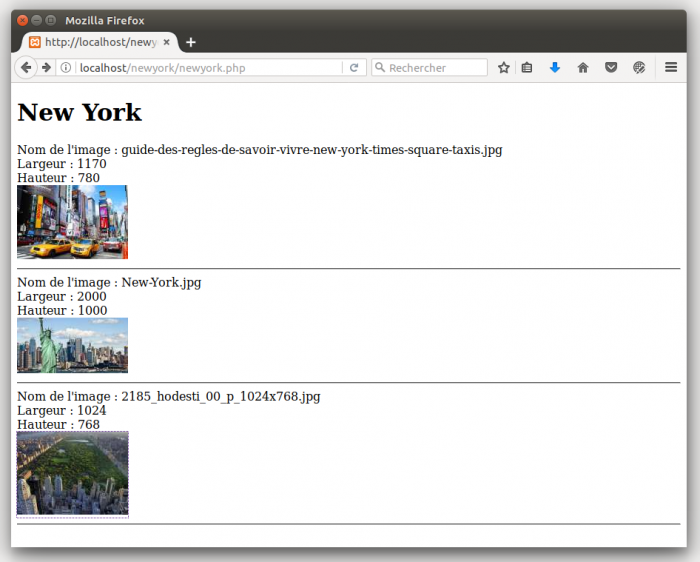 Mozilla Firefox
http://localhost/newy
localhost/newyork/newyork.php
Rechercher
New York
Nom de l'image : guide-des-regles-de-savoir-vivre-new-york-times-square-taxis.jpg
Largeur : 1170
Hauteur : 780
Nom de l'image : New-York.jpg
Largeur : 2000
Hauteur : 1000
Nom de l'image : 2185_hodesti_00_p_1024x768.jpg
Largeur : 1024
Hauteur : 768